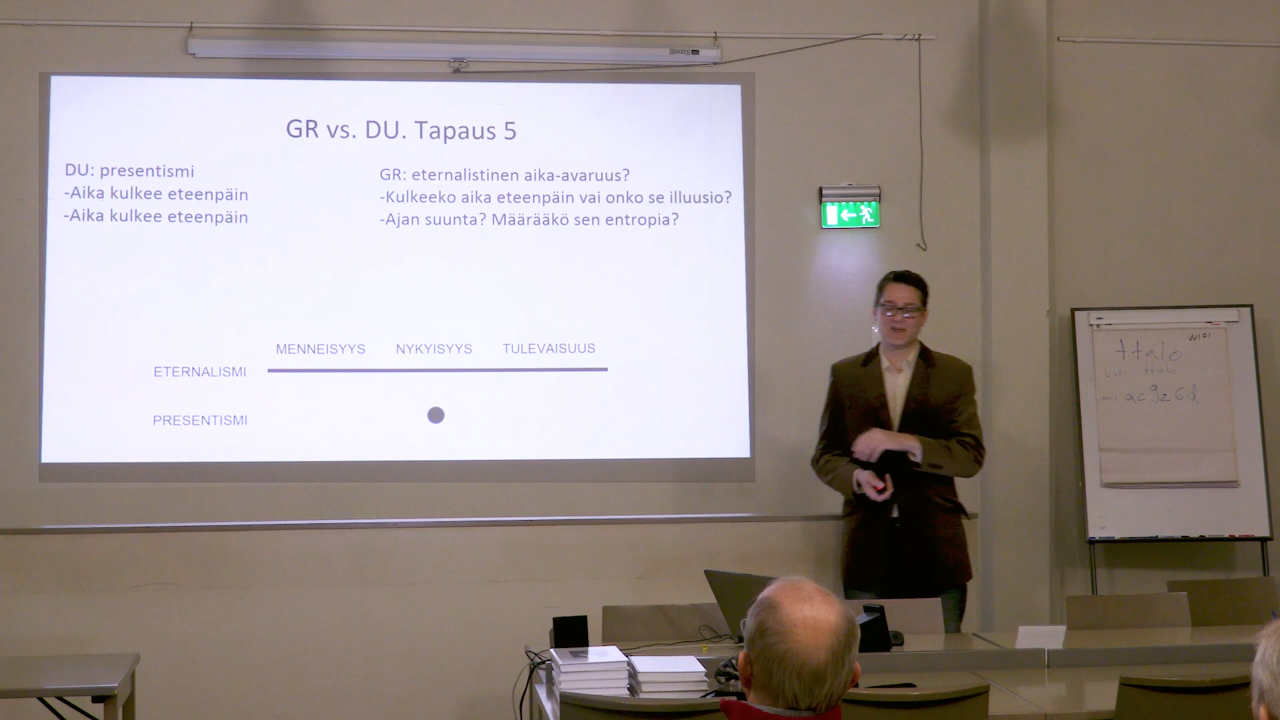 GR vs. DU. Tapaus 5
DU: presentismi
-Aika kulkee eteenpäin
-Aika kulkee eteenpäin
GR: eternalistinen aika-avaruus?
-Kulkeeko aika eteenpäin vai onko se illuusio?
-Ajan suunta? Määrääkö sen entropia?
MENNEISYYS NYKYISYYS TULEVAISUUS
ETERNALISMI
PRESENTISMI
WIFI